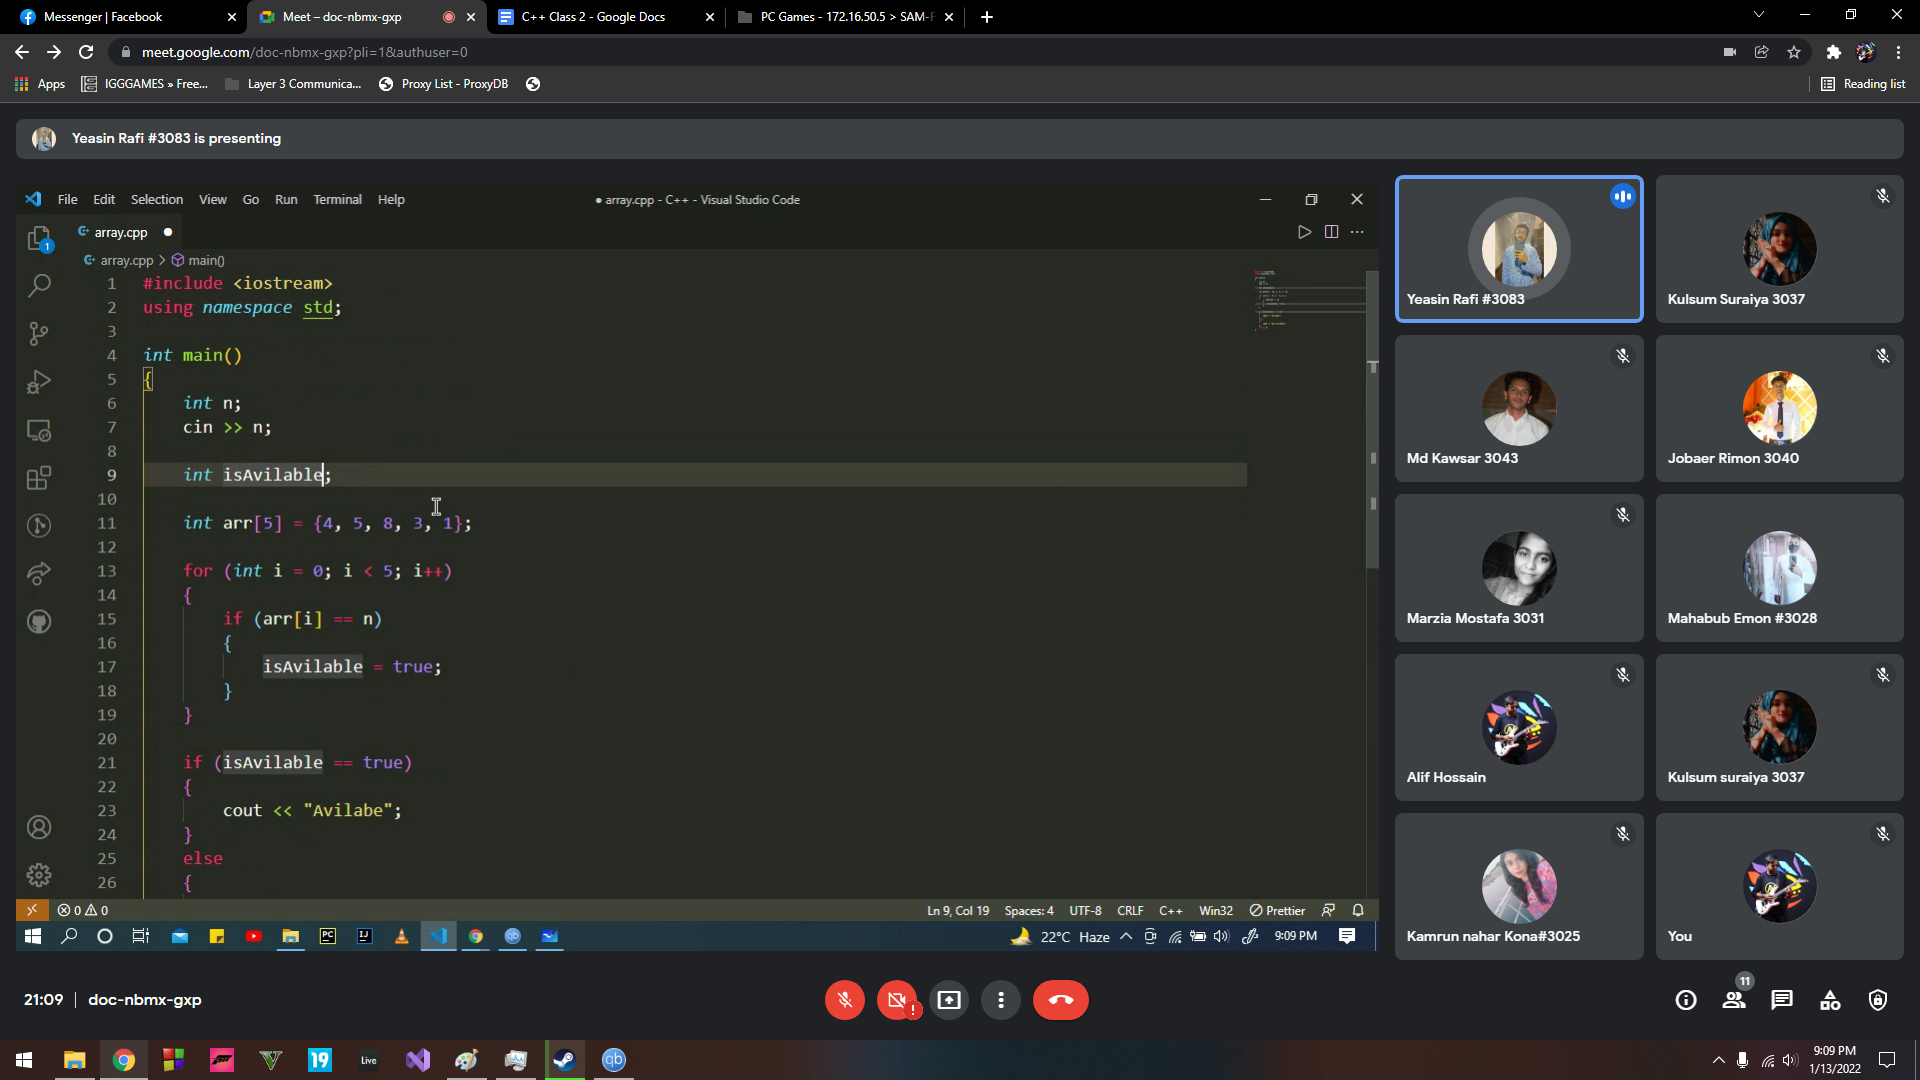 Messenger | Facebook
Meet – doc-nbmx-gxp
C++ Class 2 - Google Docs
PC Games - 172.16.50.5 > SAM-F
meet.google.com/doc-nbmx-gxp?pli=1&authuser=0
Apps
IGGGAMES » Free...
Layer 3 Communica...
Proxy List - ProxyDB
Reading list
Yeasin Rafi #3083 is presenting
File Edit Selection View Go Run Terminal Help
● array.cpp - C++ - Visual Studio Code
array.cpp ●
array.cpp > main()
1 #include <iostream>
2 using namespace std;
3
4 int main()
5 {
6 int n;
7 cin >> n;
8
9 int isAvilable;
10
11 int arr[5] = {4, 5, 8, 3, 1};
12
13 for (int i = 0; i < 5; i++)
14 {
15 if (arr[i] == n)
16 {
17 isAvilable = true;
18 }
19 }
20
21 if (isAvilable == true)
22 {
23 cout << "Avilabe";
24 }
25 else
26 {
1
0 0
Ln 9, Col 19 Spaces: 4 UTF-8 CRLF C++ Win32 Prettier
PC
IJ
qb
22°C Haze
9:09 PM
Yeasin Rafi #3083
Kulsum Suraiya 3037
Md Kawsar 3043
Jobaer Rimon 3040
Marzia Mostafa 3031
Mahabub Emon #3028
Alif Hossain
Kulsum suraiya 3037
Kamrun nahar Kona#3025
You
21:09 | doc-nbmx-gxp
!
11
19
Live
qb
9:09 PM
1/13/2022